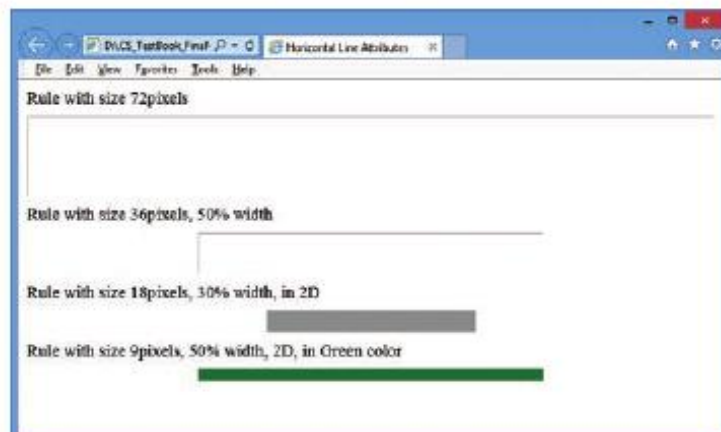 D:\CS_TextBook_Final\
Horizontal Line Attributes
File Edit View Favorites Tools Help
Rule with size 72pixels
Rule with size 36pixels, 50% width
Rule with size 18pixels, 30% width, in 2D
Rule with size 9pixels, 50% width, 2D, in Green color